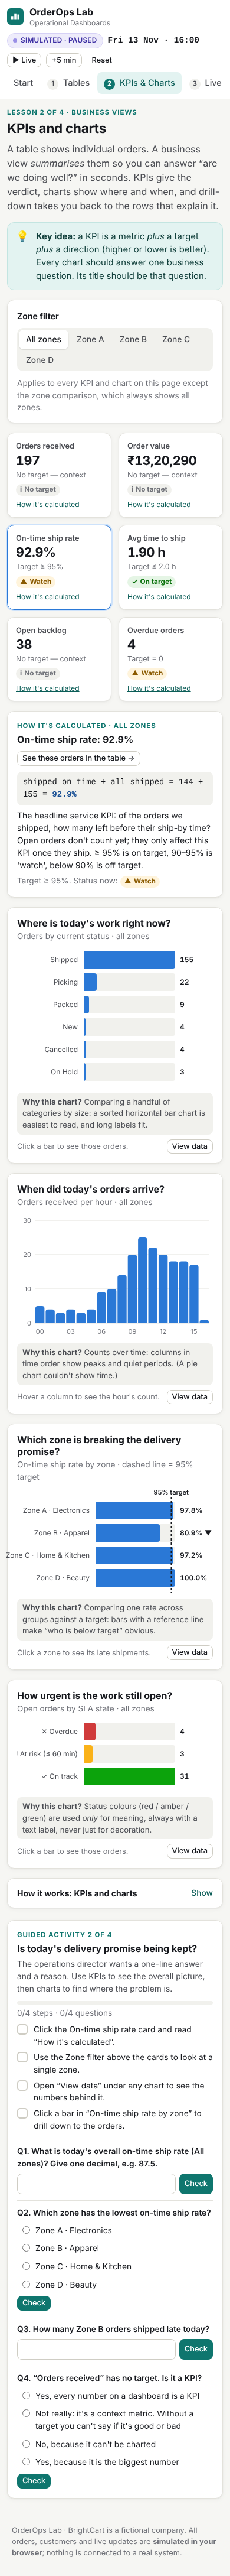 OrderOps Lab
Operational Dashboards
SIMULATED · PAUSED Fri 13 Nov · 16:00
▶ Live +5 min Reset
Start 1 Tables 2 KPIs & Charts 3 Live
LESSON 2 OF 4 · BUSINESS VIEWS
KPIs and charts
A table shows individual orders. A business
view summarises them so you can answer “are
we doing well?” in seconds. KPIs give the
verdict, charts show where and when, and drill-
down takes you back to the rows that explain it.
💡 Key idea: a KPI is a metric plus a target
plus a direction (higher or lower is better).
Every chart should answer one business
question. Its title should be that question.
Zone filter
All zones Zone A Zone B Zone C
Zone D
Applies to every KPI and chart on this page except
the zone comparison, which always shows all
zones.
Orders received
197
No target — context
i No target
How it's calculated
Order value
₹13,20,290
No target — context
i No target
How it's calculated
On-time ship rate
92.9%
Target ≥ 95%
▲ Watch
How it's calculated
Avg time to ship
1.90 h
Target ≤ 2.0 h
✓ On target
How it's calculated
Open backlog
38
No target — context
i No target
How it's calculated
Overdue orders
4
Target = 0
▲ Watch
How it's calculated
HOW IT'S CALCULATED · ALL ZONES
On-time ship rate: 92.9%
See these orders in the table →
shipped on time ÷ all shipped = 144 ÷
155 = 92.9%
The headline service KPI: of the orders we
shipped, how many left before their ship-by time?
Open orders don't count yet; they only affect this
KPI once they ship. ≥ 95% is on target, 90–95% is
'watch', below 90% is off target.
Target ≥ 95%. Status now: ▲ Watch
Where is today's work right now?
Orders by current status · all zones
Shipped 155
Picking 22
Packed 9
New 4
Cancelled 4
On Hold 3
Why this chart? Comparing a handful of
categories by size: a sorted horizontal bar chart is
easiest to read, and long labels fit.
Click a bar to see those orders. View data
When did today's orders arrive?
Orders received per hour · all zones
30
20
10
0
00 03 06 09 12 15
Why this chart? Counts over time: columns in
time order show peaks and quiet periods. (A pie
chart couldn't show time.)
Hover a column to see the hour's count. View data
Which zone is breaking the delivery
promise?
On-time ship rate by zone · dashed line = 95%
target
95% target
Zone A · Electronics 97.8%
Zone B · Apparel 80.9% ▼
Zone C · Home & Kitchen 97.2%
Zone D · Beauty 100.0%
Why this chart? Comparing one rate across
groups against a target: bars with a reference line
make “who is below target” obvious.
Click a zone to see its late shipments. View data
How urgent is the work still open?
Open orders by SLA state · all zones
✕ Overdue 4
! At risk (≤ 60 min) 3
✓ On track 31
Why this chart? Status colours (red / amber /
green) are used only for meaning, always with a
text label, never just for decoration.
Click a bar to see those orders. View data
How it works: KPIs and charts Show
GUIDED ACTIVITY 2 OF 4
Is today's delivery promise being kept?
The operations director wants a one-line answer
and a reason. Use KPIs to see the overall picture,
then charts to find where the problem is.
0/4 steps · 0/4 questions
Click the On-time ship rate card and read
“How it's calculated”.
Use the Zone filter above the cards to look at a
single zone.
Open “View data” under any chart to see the
numbers behind it.
Click a bar in “On-time ship rate by zone” to
drill down to the orders.
Q1. What is today's overall on-time ship rate (All
zones)? Give one decimal, e.g. 87.5.
Check
Q2. Which zone has the lowest on-time ship rate?
Zone A · Electronics
Zone B · Apparel
Zone C · Home & Kitchen
Zone D · Beauty
Check
Q3. How many Zone B orders shipped late today?
Check
Q4. “Orders received” has no target. Is it a KPI?
Yes, every number on a dashboard is a KPI
Not really: it's a context metric. Without a
target you can't say if it's good or bad
No, because it can't be charted
Yes, because it is the biggest number
Check
OrderOps Lab · BrightCart is a fictional company. All
orders, customers and live updates are simulated in your
browser; nothing is connected to a real system.